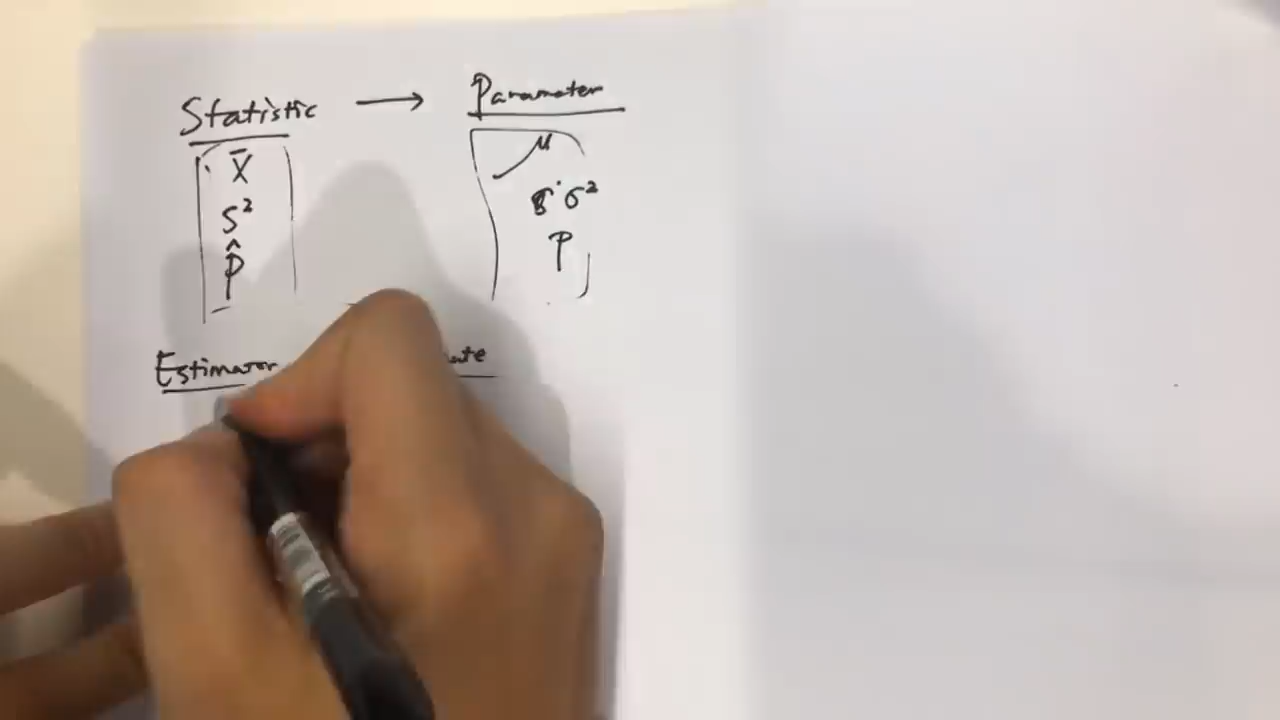 Statistic → Parameter
X̄ μ
S² σ²
p̂ P
Estimator